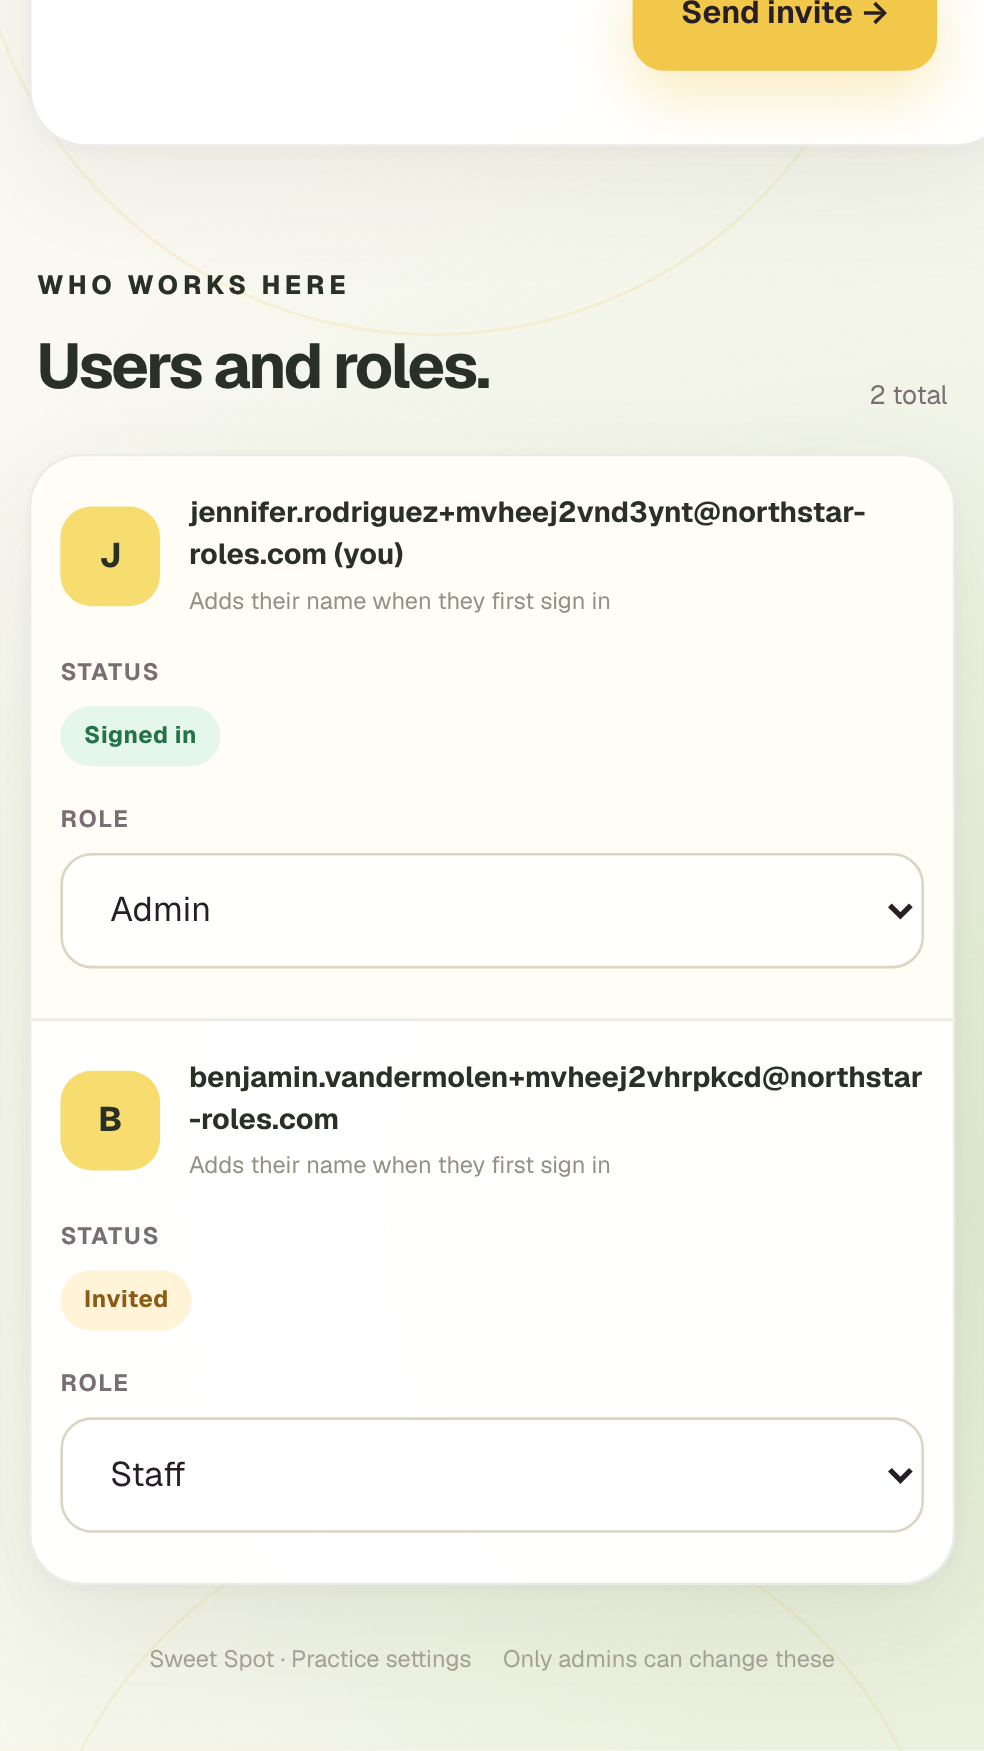 Send invite →
WHO WORKS HERE
Users and roles.
2 total
J
jennifer.rodriguez+mvheej2vnd3ynt@northstar-
roles.com (you)
Adds their name when they first sign in
STATUS
Signed in
ROLE
Admin
B
benjamin.vandermolen+mvheej2vhrpkcd@northstar
-roles.com
Adds their name when they first sign in
STATUS
Invited
ROLE
Staff
Sweet Spot · Practice settings Only admins can change these